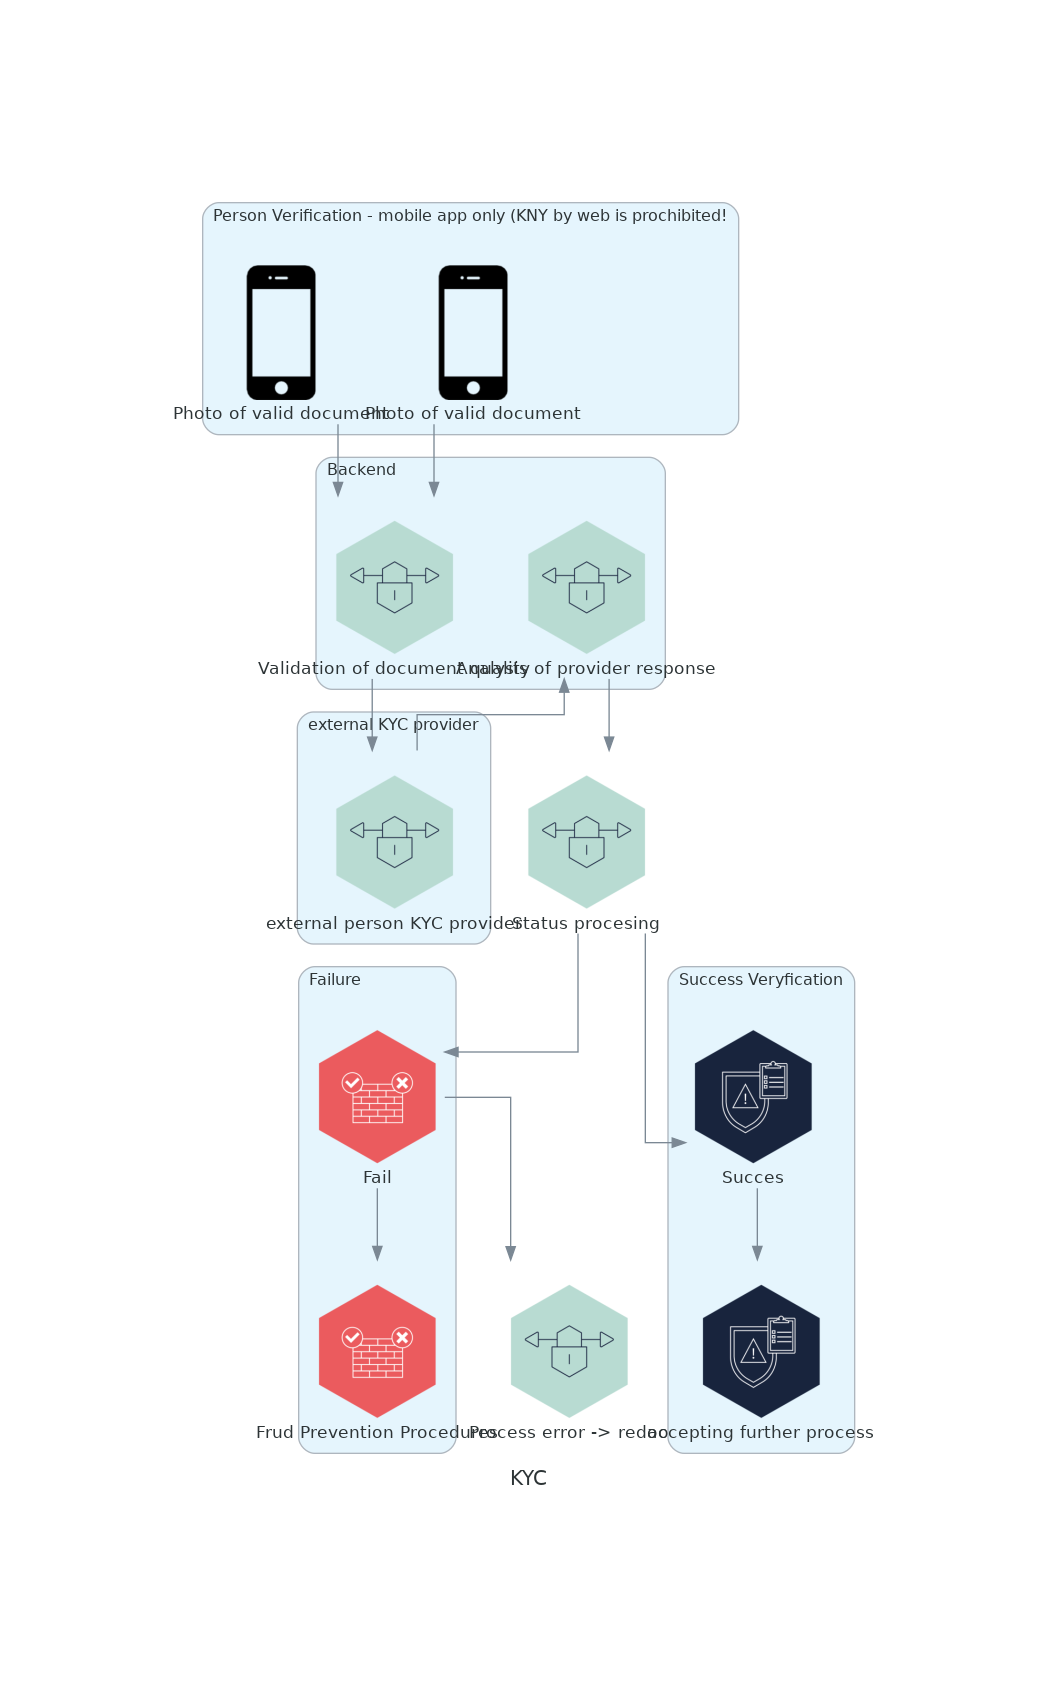 Person Verification - mobile app only (KNY by web is prochibited!
Photo of valid document
Photo of valid document
Backend
Validation of document quality
Analysis of provider response
external KYC provider
external person KYC provider
Status procesing
Failure
Success Veryfication
Fail
Succes
Frud Prevention Procedures
Process error -> redoo
accepting further process
KYC